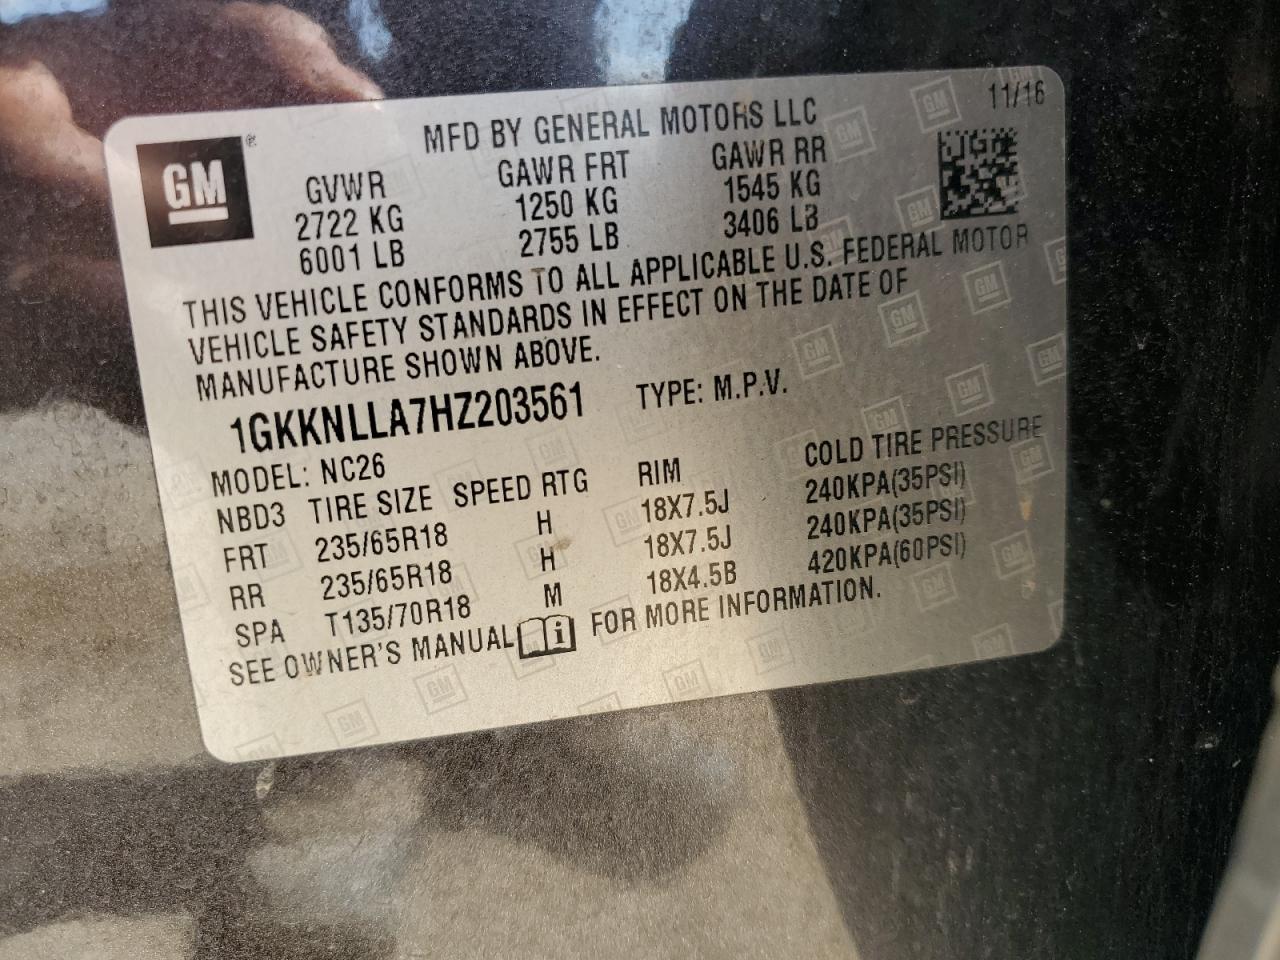 11/16
MFD BY GENERAL MOTORS LLC
GM®
GVWR GAWR FRT GAWR RR
2722 KG 1250 KG 1545 KG
6001 LB 2755 LB 3406 LB
THIS VEHICLE CONFORMS TO ALL APPLICABLE U.S. FEDERAL MOTOR
VEHICLE SAFETY STANDARDS IN EFFECT ON THE DATE OF
MANUFACTURE SHOWN ABOVE.
1GKKNLLA7HZ203561 TYPE: M.P.V.
MODEL: NC26
NBD3 TIRE SIZE SPEED RTG RIM COLD TIRE PRESSURE
FRT 235/65R18 H 18X7.5J 240KPA(35PSI)
RR 235/65R18 H 18X7.5J 240KPA(35PSI)
SPA T135/70R18 M 18X4.5B 420KPA(60PSI)
SEE OWNER'S MANUAL i FOR MORE INFORMATION.